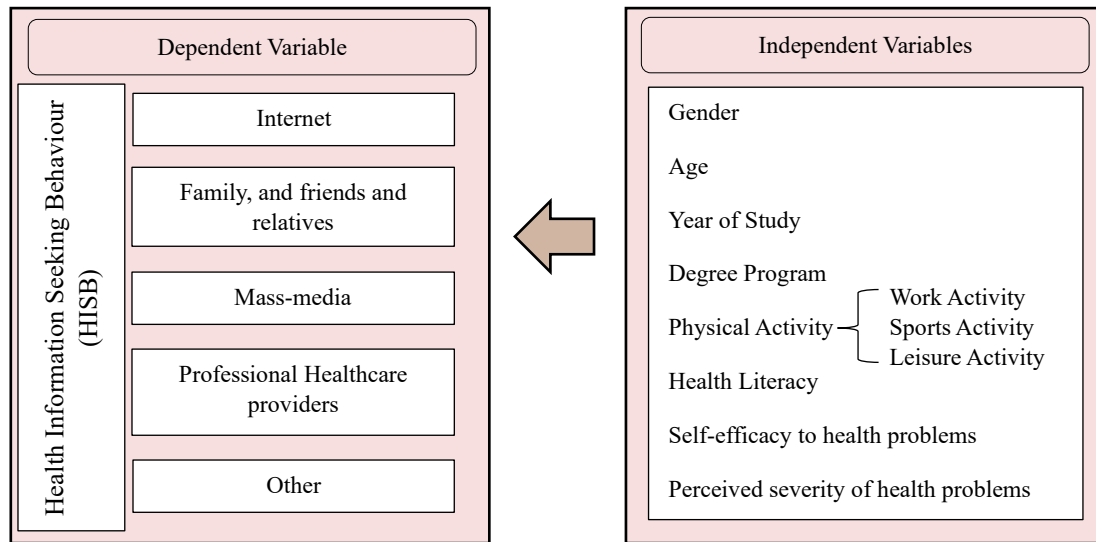 Dependent Variable
Health Information Seeking Behaviour
(HISB)
Internet
Family, and friends and
relatives
Mass-media
Professional Healthcare
providers
Other
Independent Variables
Gender
Age
Year of Study
Degree Program
Physical Activity
Work Activity
Sports Activity
Leisure Activity
Health Literacy
Self-efficacy to health problems
Perceived severity of health problems